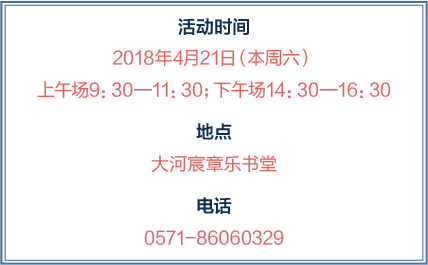 活动时间
2018年4月21日（本周六）
上午场9：30—11：30；下午场14：30—16：30
地点
大河宸章乐书堂
电话
0571-86060329